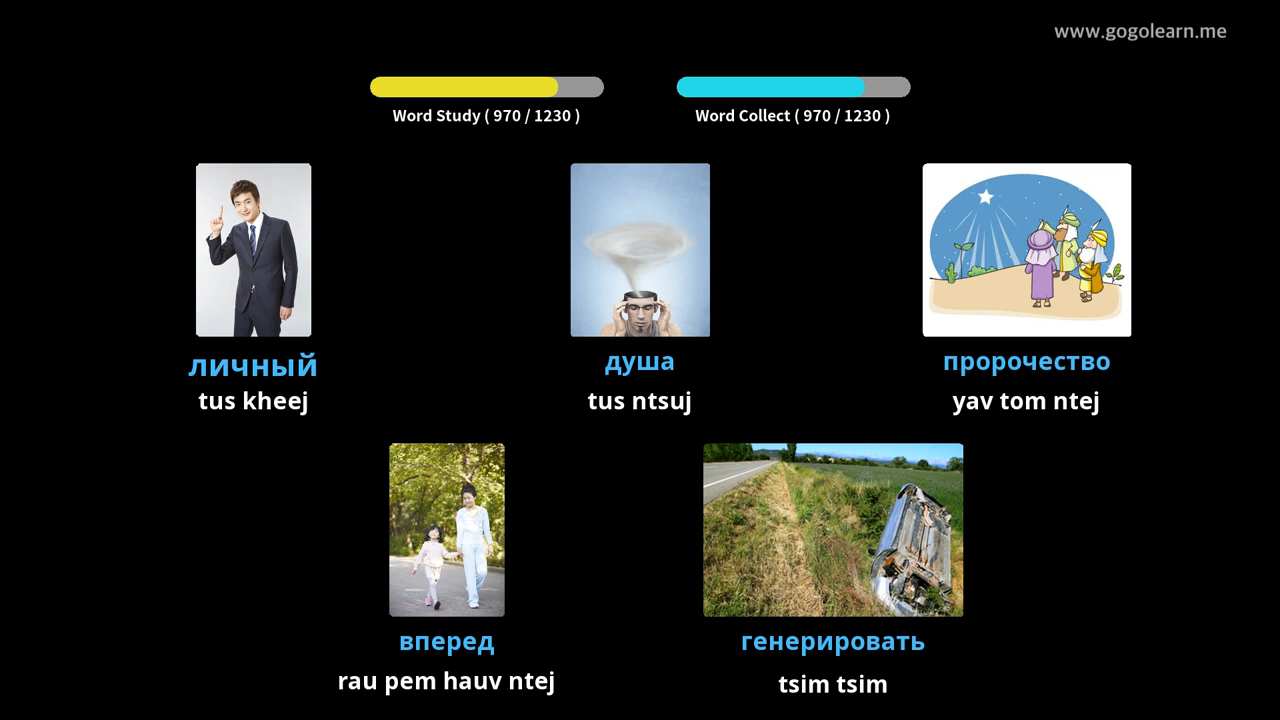 www.gogolearn.me
Word Study ( 970 / 1230 )
Word Collect ( 970 / 1230 )
личный
tus kheej
душа
tus ntsuj
пророчество
yav tom ntej
вперед
rau pem hauv ntej
генерировать
tsim tsim